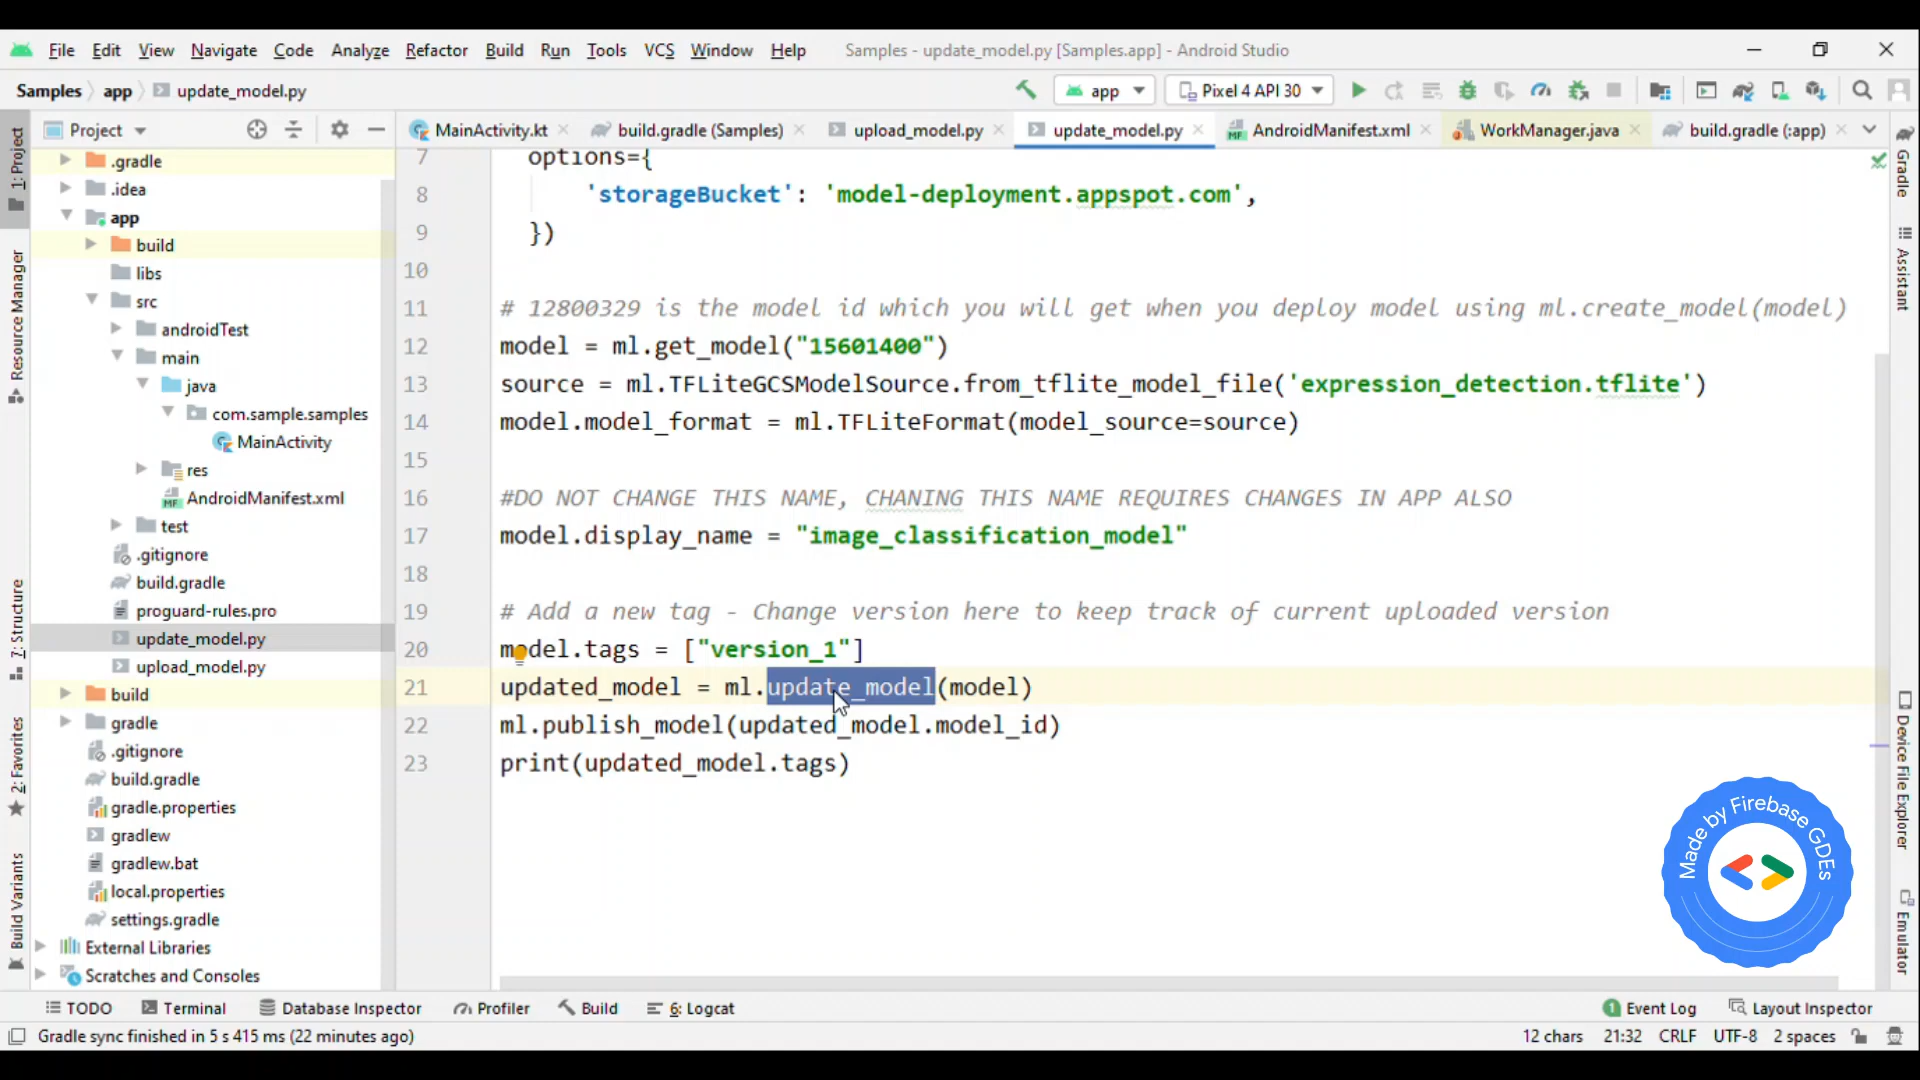 File Edit View Navigate Code Analyze Refactor Build Run Tools VCS Window Help Samples - update_model.py [Samples.app] - Android Studio
Samples app update_model.py app Pixel 4 API 30
Project MainActivity.kt build.gradle (Samples) upload_model.py update_model.py AndroidManifest.xml WorkManager.java build.gradle (:app)
1: Project
Resource Manager
7: Structure
2: Favorites
Build Variants
.gradle
.idea
app
build
libs
src
androidTest
main
java
com.sample.samples
MainActivity
res
AndroidManifest.xml
test
.gitignore
build.gradle
proguard-rules.pro
update_model.py
upload_model.py
build
gradle
.gitignore
build.gradle
gradle.properties
gradlew
gradlew.bat
local.properties
settings.gradle
External Libraries
Scratches and Consoles
7 options={
8 'storageBucket': 'model-deployment.appspot.com',
9 })
10
11 # 12800329 is the model id which you will get when you deploy model using ml.create_model(model)
12 model = ml.get_model("15601400")
13 source = ml.TFLiteGCSModelSource.from_tflite_model_file('expression_detection.tflite')
14 model.model_format = ml.TFLiteFormat(model_source=source)
15
16 #DO NOT CHANGE THIS NAME, CHANING THIS NAME REQUIRES CHANGES IN APP ALSO
17 model.display_name = "image_classification_model"
18
19 # Add a new tag - Change version here to keep track of current uploaded version
20 model.tags = ["version_1"]
21 updated_model = ml.update_model(model)
22 ml.publish_model(updated_model.model_id)
23 print(updated_model.tags)
Gradle
Assistant
Device File Explorer
Emulator
Made by Firebase GDEs
TODO Terminal Database Inspector Profiler Build 6: Logcat 1 Event Log Layout Inspector
Gradle sync finished in 5 s 415 ms (22 minutes ago) 12 chars 21:32 CRLF UTF-8 2 spaces